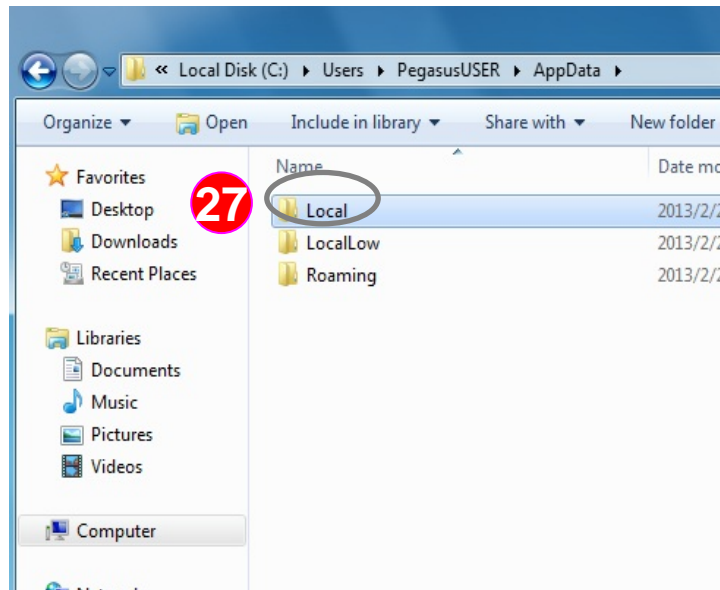 « Local Disk (C:) ▸ Users ▸ PegasusUSER ▸ AppData ▸
Organize ▼ Open Include in library ▼ Share with ▼ New folder
Favorites
Desktop
Downloads
Recent Places
Libraries
Documents
Music
Pictures
Videos
Computer
27
Name Date mo
Local 2013/2/2
LocalLow 2013/2/2
Roaming 2013/2/2